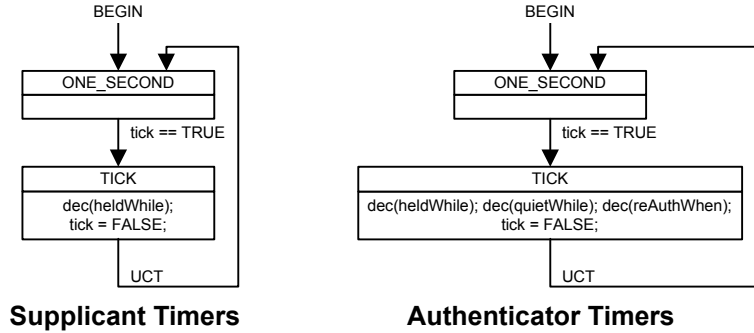 BEGIN
ONE_SECOND
tick == TRUE
TICK
dec(heldWhile);
tick = FALSE;
UCT
Supplicant Timers
BEGIN
ONE_SECOND
tick == TRUE
TICK
dec(heldWhile); dec(quietWhile); dec(reAuthWhen);
tick = FALSE;
UCT
Authenticator Timers